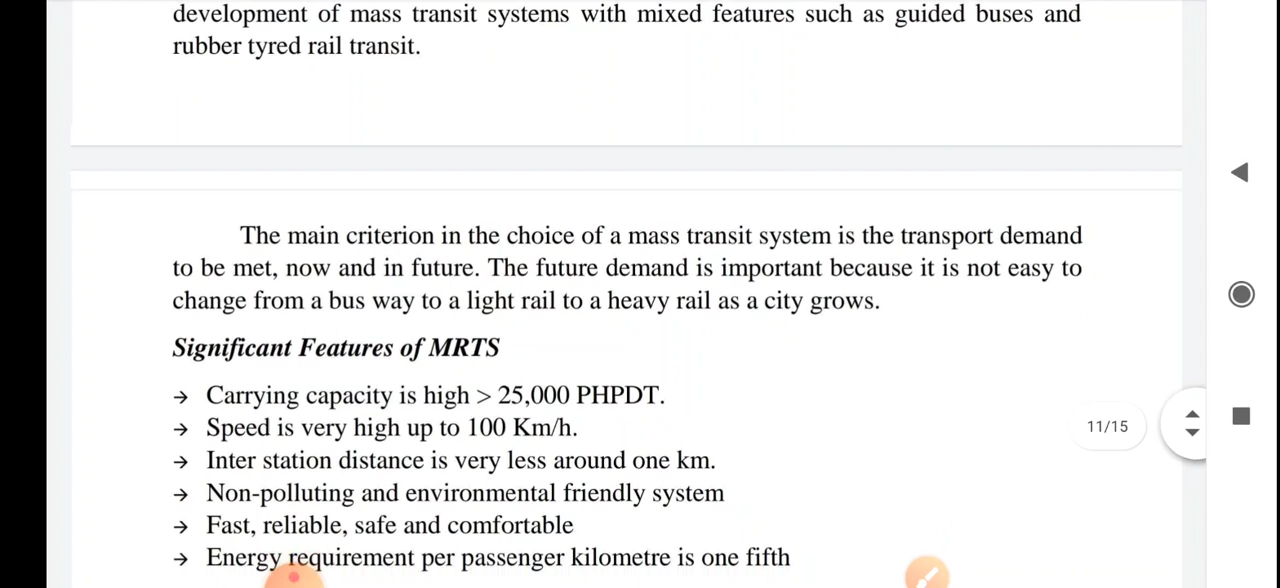 development of mass transit systems with mixed features such as guided buses and
rubber tyred rail transit.
The main criterion in the choice of a mass transit system is the transport demand
to be met, now and in future. The future demand is important because it is not easy to
change from a bus way to a light rail to a heavy rail as a city grows.
Significant Features of MRTS
→ Carrying capacity is high > 25,000 PHPDT.
→ Speed is very high up to 100 Km/h.
11/15
→ Inter station distance is very less around one km.
→ Non-polluting and environmental friendly system
→ Fast, reliable, safe and comfortable
→ Energy requirement per passenger kilometre is one fifth